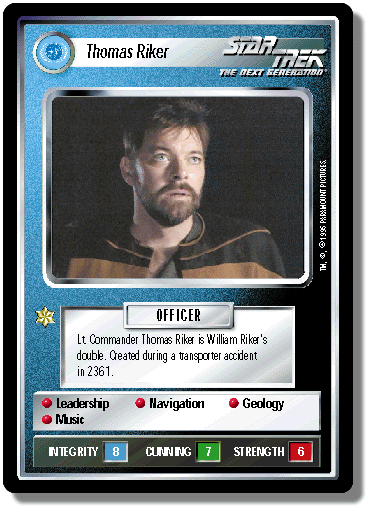 Thomas Riker
STAR TREK
THE NEXT GENERATION®
TM, ®, © 1995 PARAMOUNT PICTURES.
OFFICER
Lt. Commander Thomas Riker is William Riker's
double. Created during a transporter accident
in 2361.
Leadership Navigation Geology
Music
INTEGRITY 8 CUNNING 7 STRENGTH 6